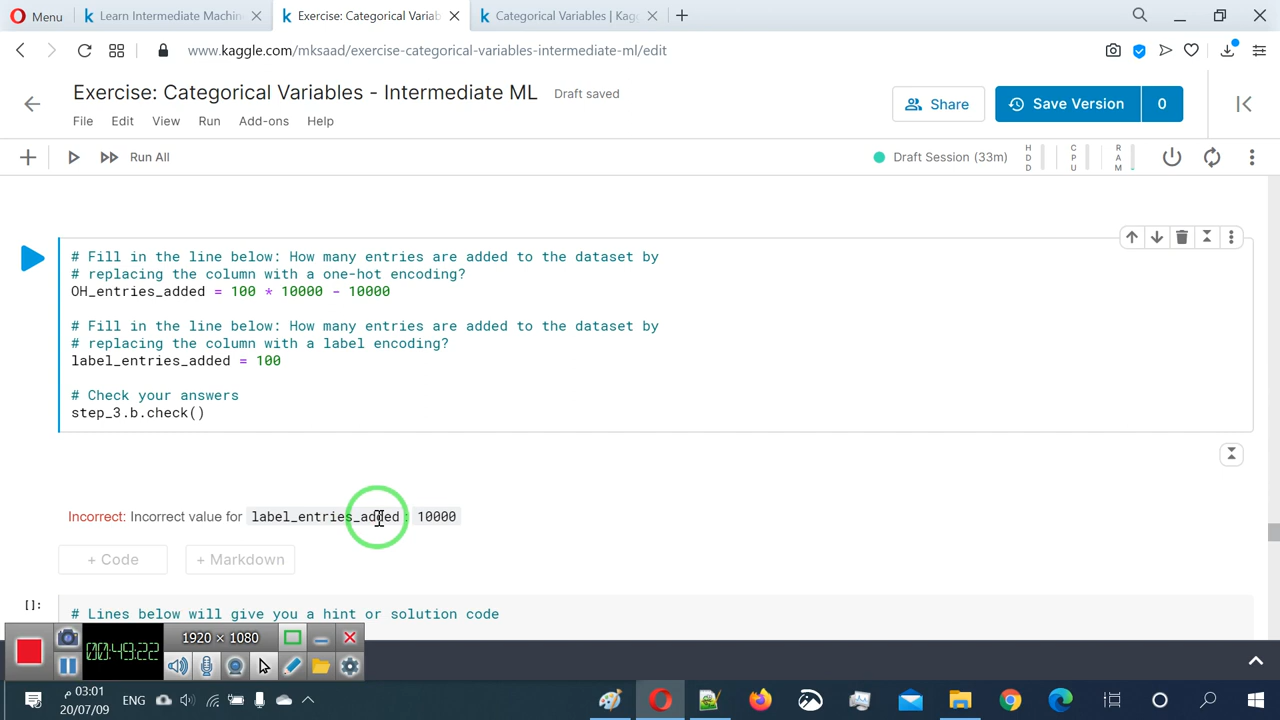 Menu
Learn Intermediate Machin
Exercise: Categorical Variab
Categorical Variables | Kagg
www.kaggle.com/mksaad/exercise-categorical-variables-intermediate-ml/edit
Exercise: Categorical Variables - Intermediate ML
Draft saved
Share
Save Version
0
File Edit View Run Add-ons Help
Run All
Draft Session (33m)
HDD
CPU
RAM
# Fill in the line below: How many entries are added to the dataset by
# replacing the column with a one-hot encoding?
OH_entries_added = 100 * 10000 - 10000
# Fill in the line below: How many entries are added to the dataset by
# replacing the column with a label encoding?
label_entries_added = 100
# Check your answers
step_3.b.check()
Incorrect: Incorrect value for label_entries_added : 10000
+ Code
+ Markdown
[]:
# Lines below will give you a hint or solution code
1920 × 1080
00:49:22
03:01 م
20/07/09
ENG